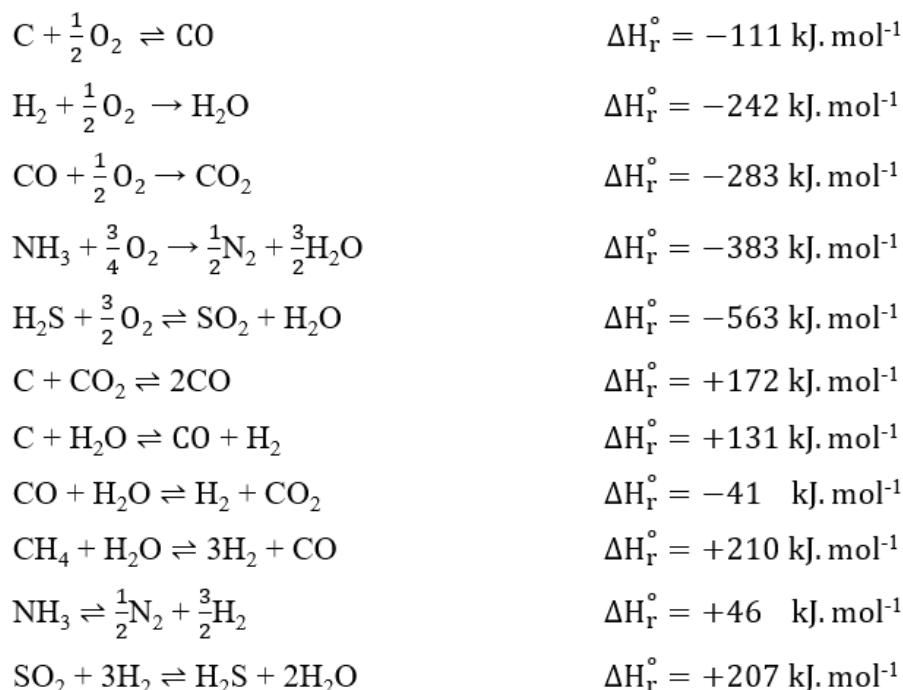 C + 1/2 O₂ ⇌ CO ΔH°ᵣ = −111 kJ. mol⁻¹
H₂ + 1/2 O₂ → H₂O ΔH°ᵣ = −242 kJ. mol⁻¹
CO + 1/2 O₂ → CO₂ ΔH°ᵣ = −283 kJ. mol⁻¹
NH₃ + 3/4 O₂ → 1/2 N₂ + 3/2 H₂O ΔH°ᵣ = −383 kJ. mol⁻¹
H₂S + 3/2 O₂ ⇌ SO₂ + H₂O ΔH°ᵣ = −563 kJ. mol⁻¹
C + CO₂ ⇌ 2CO ΔH°ᵣ = +172 kJ. mol⁻¹
C + H₂O ⇌ CO + H₂ ΔH°ᵣ = +131 kJ. mol⁻¹
CO + H₂O ⇌ H₂ + CO₂ ΔH°ᵣ = −41 kJ. mol⁻¹
CH₄ + H₂O ⇌ 3H₂ + CO ΔH°ᵣ = +210 kJ. mol⁻¹
NH₃ ⇌ 1/2 N₂ + 3/2 H₂ ΔH°ᵣ = +46 kJ. mol⁻¹
SO₂ + 3H₂ ⇌ H₂S + 2H₂O ΔH°ᵣ = +207 kJ. mol⁻¹